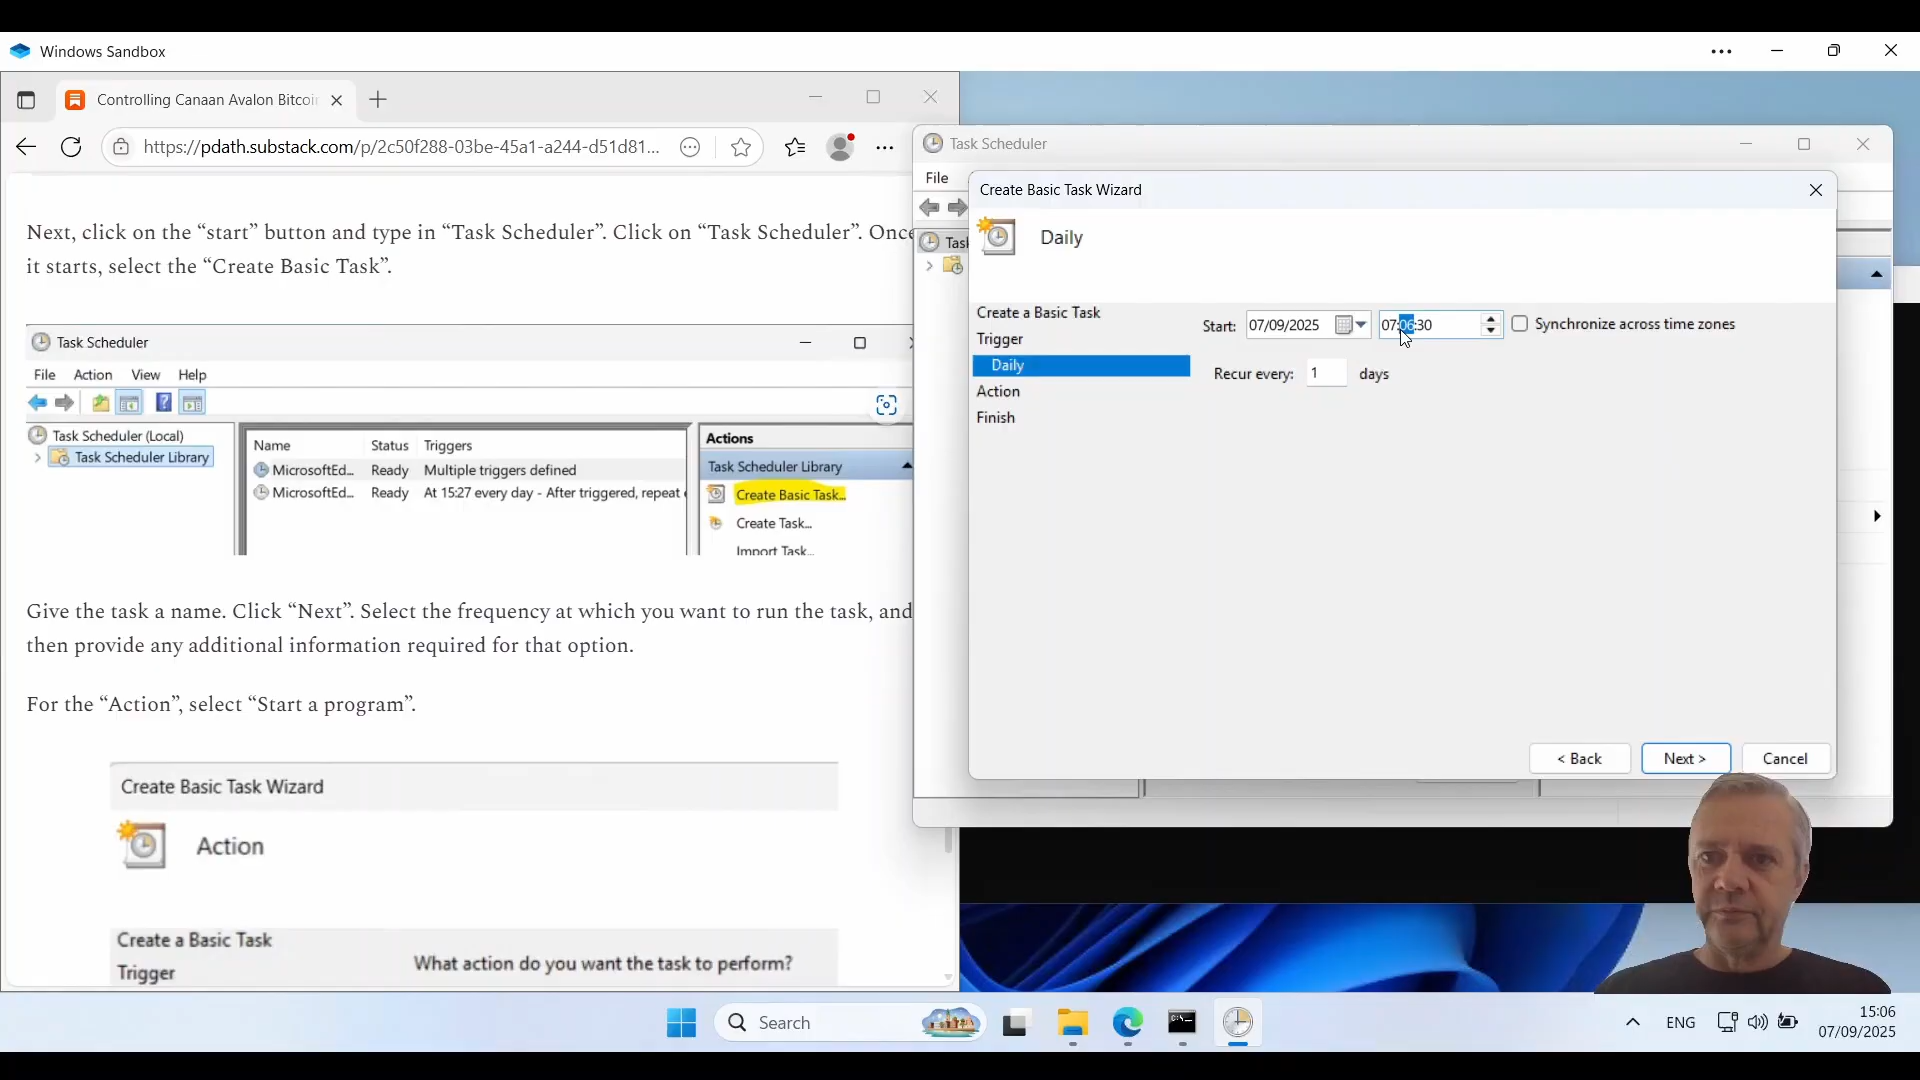 Windows Sandbox
Controlling Canaan Avalon Bitcoi
https://pdath.substack.com/p/2c50f288-03be-45a1-a244-d51d81...
Next, click on the “start” button and type in “Task Scheduler”. Click on “Task Scheduler”. Once
it starts, select the “Create Basic Task”.
Task Scheduler
File Action View Help
Task Scheduler (Local)
Task Scheduler Library
Name Status Triggers
MicrosoftEd... Ready Multiple triggers defined
MicrosoftEd... Ready At 15:27 every day - After triggered, repeat
Actions
Task Scheduler Library
Create Basic Task...
Create Task...
Import Task...
Give the task a name. Click “Next”. Select the frequency at which you want to run the task, and
then provide any additional information required for that option.
For the “Action”, select “Start a program”.
Create Basic Task Wizard
Action
Create a Basic Task
Trigger
What action do you want the task to perform?
Task Scheduler
File
Task
Create Basic Task Wizard
Daily
Create a Basic Task
Trigger
Daily
Action
Finish
Start: 07/09/2025 07:06:30 Synchronize across time zones
Recur every: 1 days
< Back Next > Cancel
Search
ENG
15:06
07/09/2025